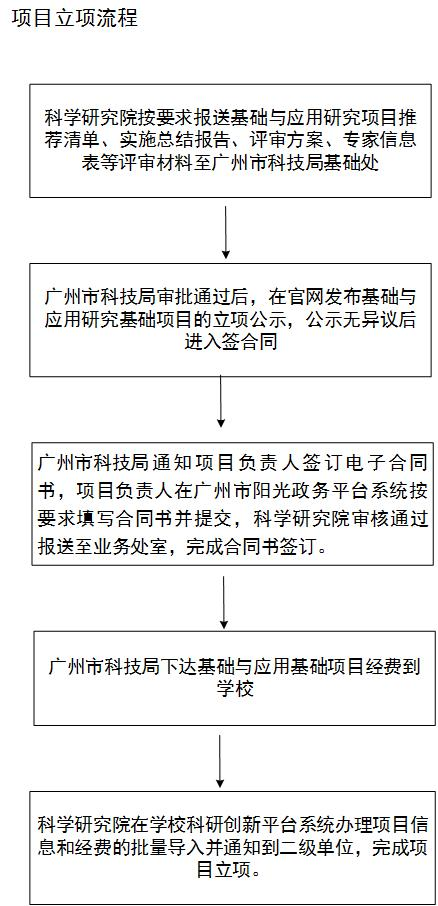 项目立项流程
科学研究院按要求报送基础与应用研究项目推
荐清单、实施总结报告、评审方案、专家信息
表等评审材料至广州市科技局基础处
广州市科技局审批通过后，在官网发布基础与
应用研究基础项目的立项公示，公示无异议后
进入签合同
广州市科技局通知项目负责人签订电子合同
书，项目负责人在广州市阳光政务平台系统按
要求填写合同书并提交，科学研究院审核通过
报送至业务处室，完成合同书签订。
广州市科技局下达基础与应用基础项目经费到
学校
科学研究院在学校科研创新平台系统办理项目信
息和经费的批量导入并通知到二级单位，完成项
目立项。